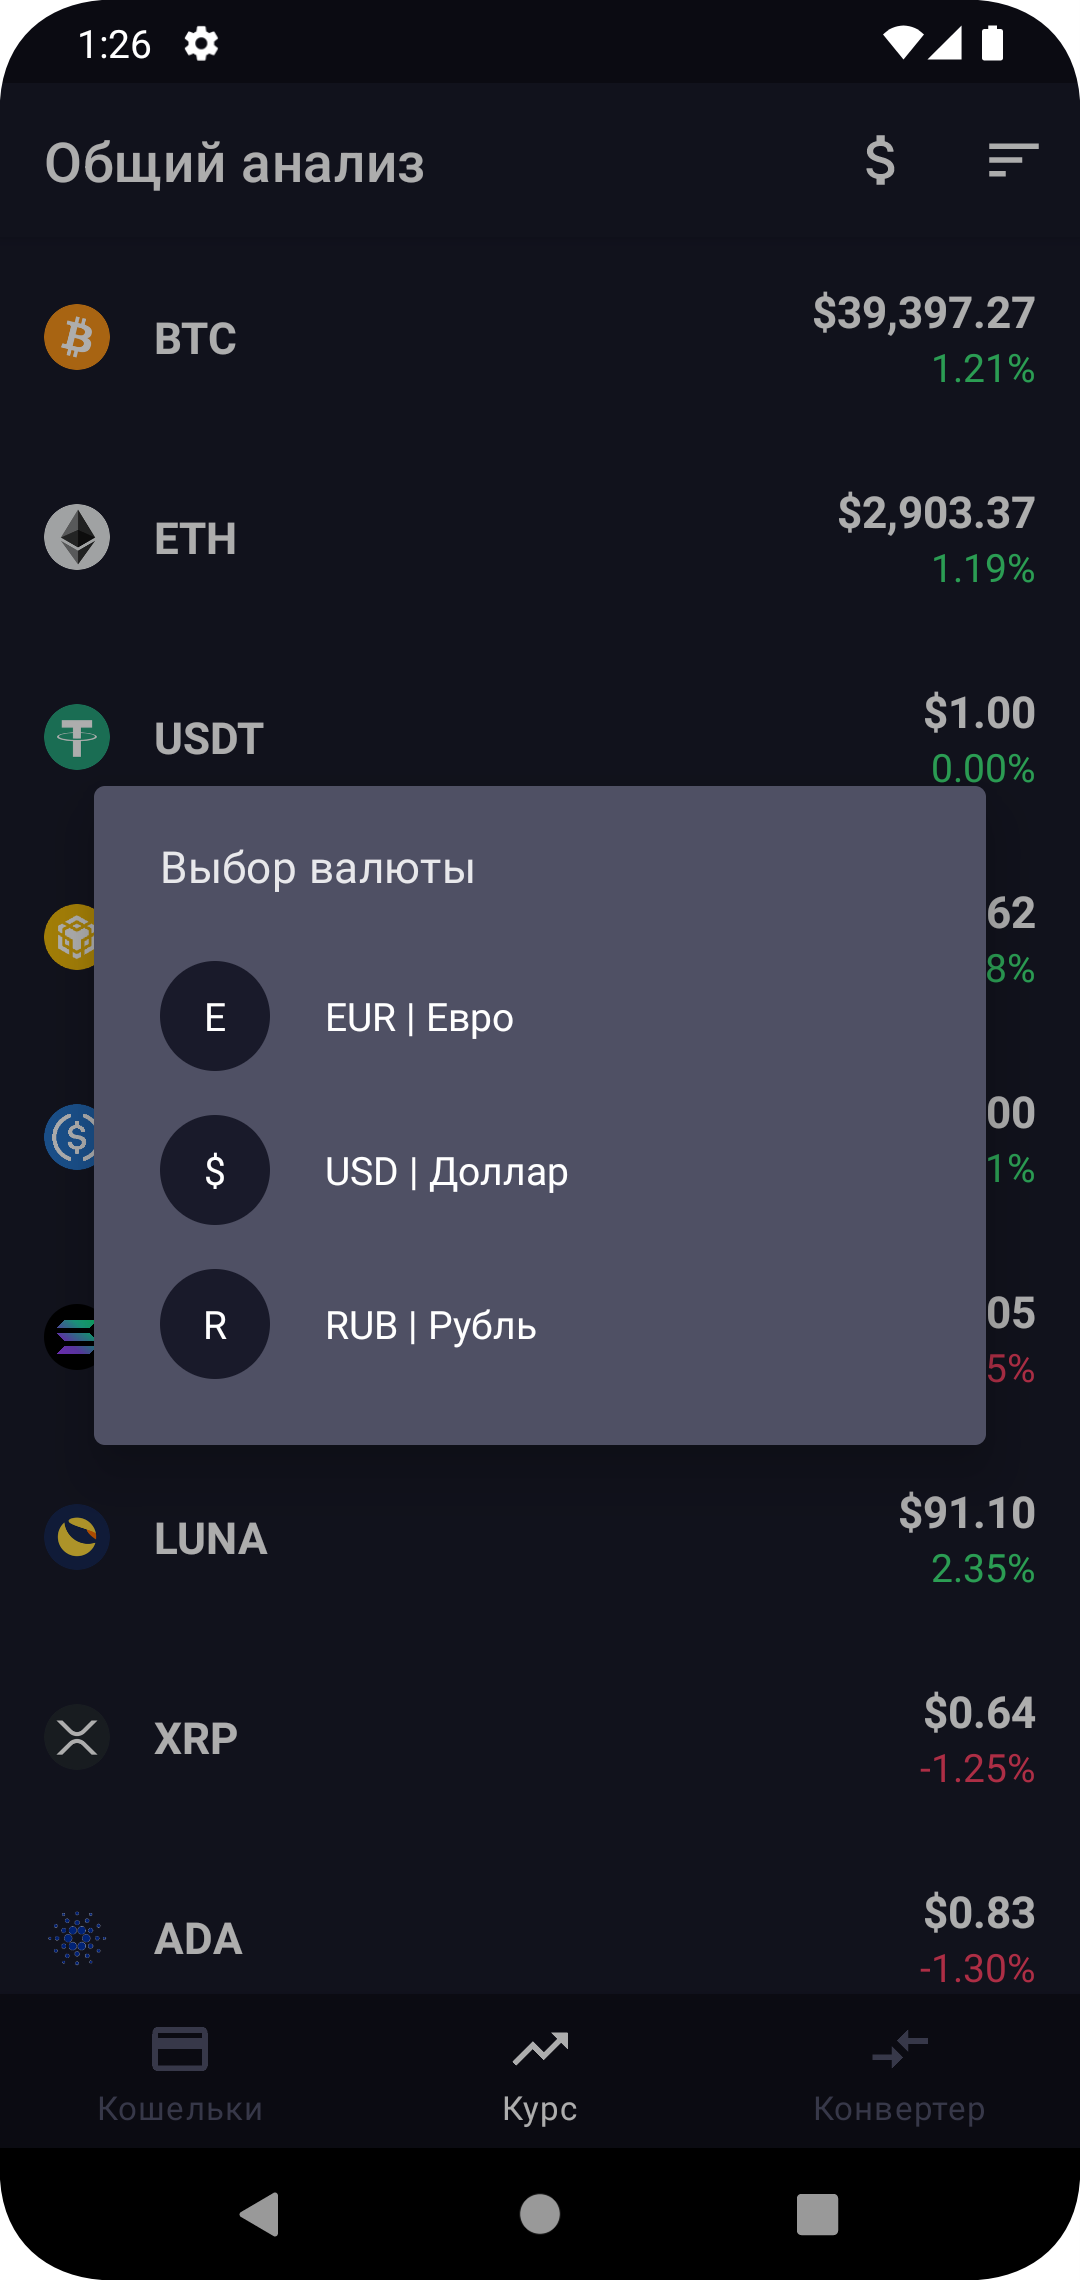 1:26
Общий анализ
$
BTC
$39,397.27
1.21%
ETH
$2,903.37
1.19%
USDT
$1.00
0.00%
Выбор валюты
62
8%
E
EUR | Евро
00
1%
$
USD | Доллар
05
5%
R
RUB | Рубль
LUNA
$91.10
2.35%
XRP
$0.64
-1.25%
ADA
$0.83
-1.30%
Кошельки
Курс
Конвертер